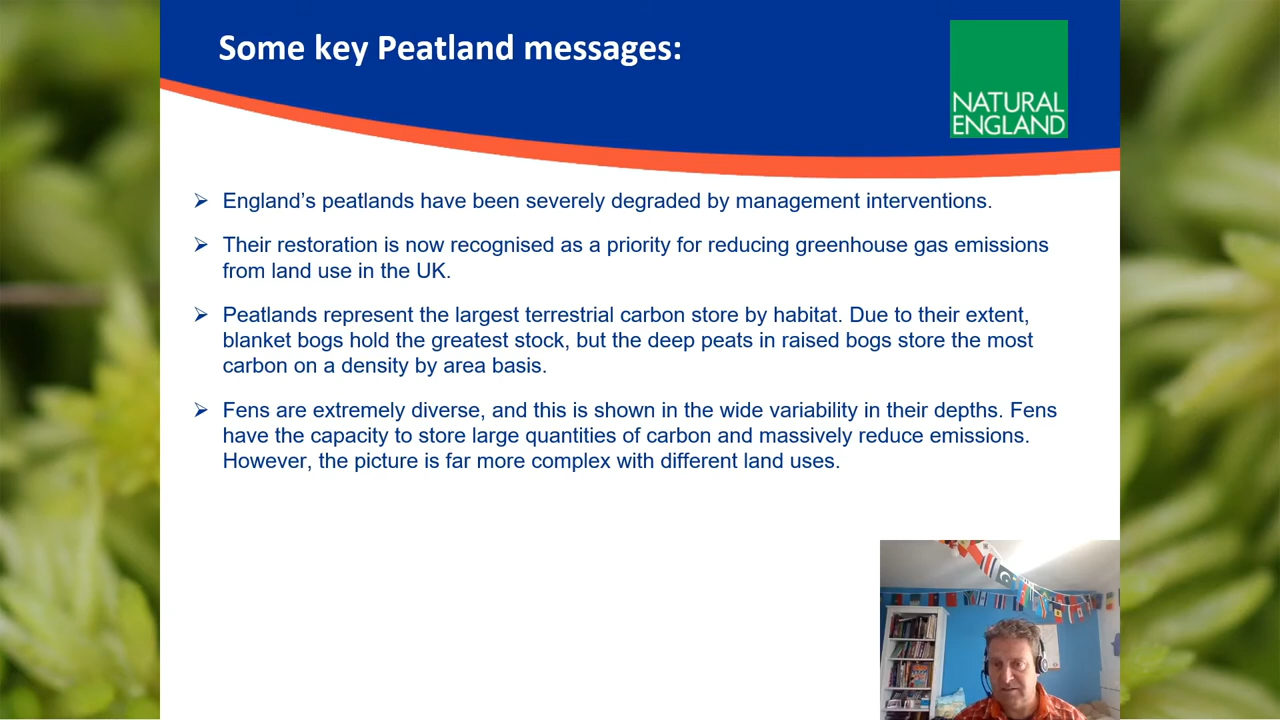 Some key Peatland messages:
NATURAL
ENGLAND
England's peatlands have been severely degraded by management interventions.
Their restoration is now recognised as a priority for reducing greenhouse gas emissions
from land use in the UK.
Peatlands represent the largest terrestrial carbon store by habitat. Due to their extent,
blanket bogs hold the greatest stock, but the deep peats in raised bogs store the most
carbon on a density by area basis.
Fens are extremely diverse, and this is shown in the wide variability in their depths. Fens
have the capacity to store large quantities of carbon and massively reduce emissions.
However, the picture is far more complex with different land uses.